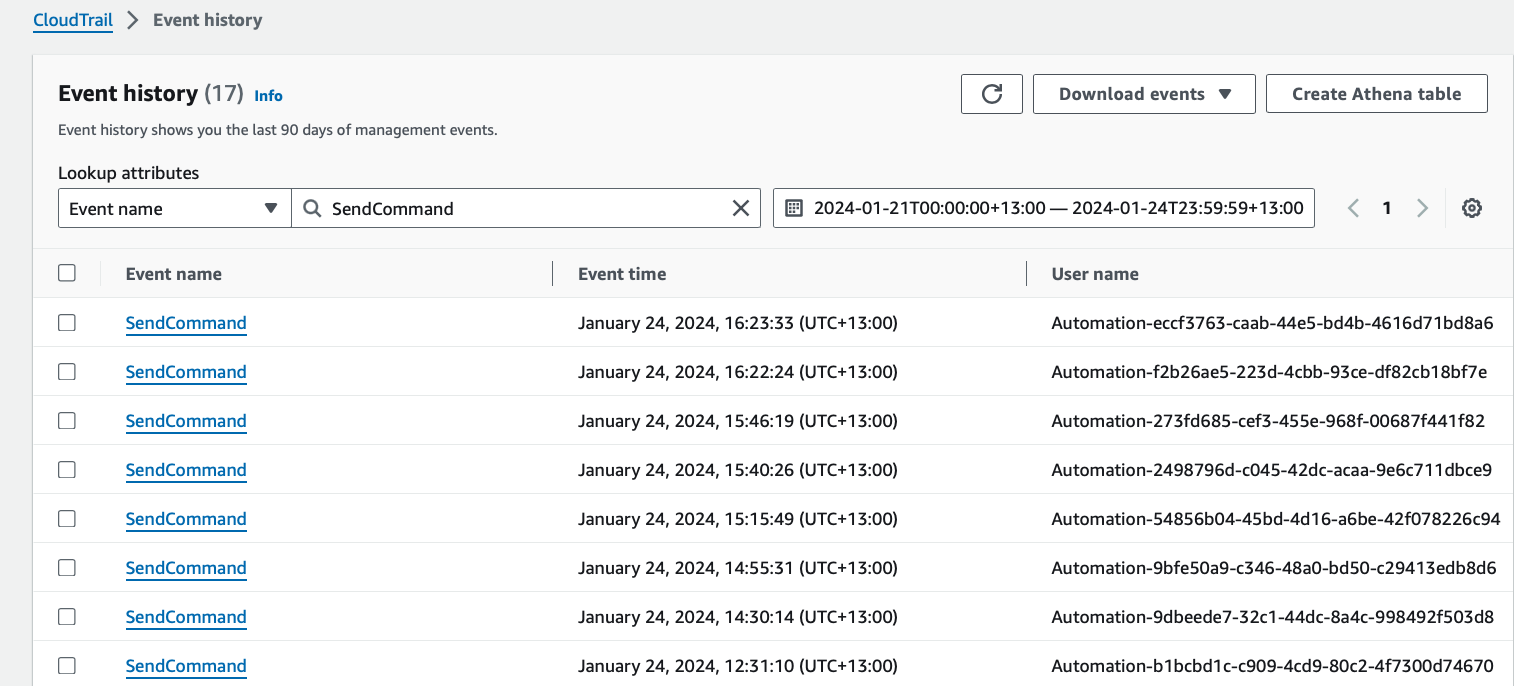 CloudTrail > Event history
Event history (17) Info
Download events
Create Athena table
Event history shows you the last 90 days of management events.
Lookup attributes
Event name
SendCommand
2024-01-21T00:00:00+13:00 — 2024-01-24T23:59:59+13:00
1
Event name Event time User name
SendCommand January 24, 2024, 16:23:33 (UTC+13:00) Automation-eccf3763-caab-44e5-bd4b-4616d71bd8a6
SendCommand January 24, 2024, 16:22:24 (UTC+13:00) Automation-f2b26ae5-223d-4cbb-93ce-df82cb18bf7e
SendCommand January 24, 2024, 15:46:19 (UTC+13:00) Automation-273fd685-cef3-455e-968f-00687f441f82
SendCommand January 24, 2024, 15:40:26 (UTC+13:00) Automation-2498796d-c045-42dc-acaa-9e6c711dbce9
SendCommand January 24, 2024, 15:15:49 (UTC+13:00) Automation-54856b04-45bd-4d16-a6be-42f078226c94
SendCommand January 24, 2024, 14:55:31 (UTC+13:00) Automation-9bfe50a9-c346-48a0-bd50-c29413edb8d6
SendCommand January 24, 2024, 14:30:14 (UTC+13:00) Automation-9dbeede7-32c1-44dc-8a4c-998492f503d8
SendCommand January 24, 2024, 12:31:10 (UTC+13:00) Automation-b1bcbd1c-c909-4cd9-80c2-4f7300d74670